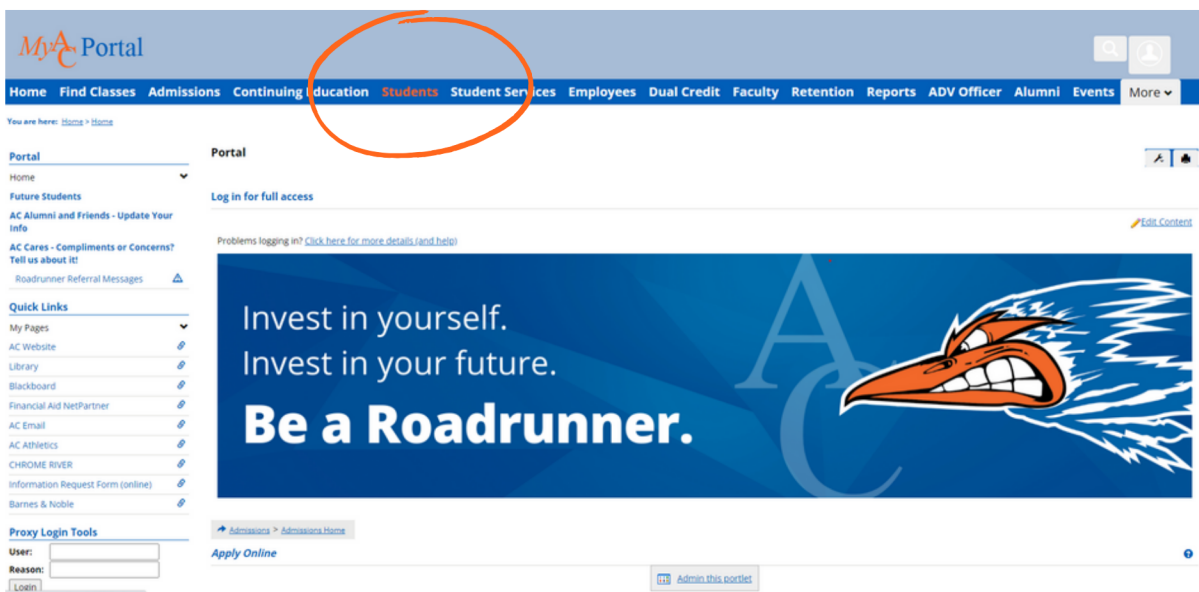 MyAC Portal
Home Find Classes Admissions Continuing Education Students Student Services Employees Dual Credit Faculty Retention Reports ADV Officer Alumni Events More
You are here: Home > Home
Portal
Home
Future Students
AC Alumni and Friends - Update Your
Info
AC Cares - Compliments or Concerns?
Tell us about it!
Roadrunner Referral Messages
Quick Links
My Pages
AC Website
Library
Blackboard
Financial Aid NetPartner
AC Email
AC Athletics
CHROME RIVER
Information Request Form (online)
Barnes & Noble
Proxy Login Tools
User:
Reason:
Login
Portal
Log in for full access
Edit Content
Problems logging in? Click here for more details (and help)
AC
Invest in yourself.
Invest in your future.
Be a Roadrunner.
Admissions > Admissions Home
Apply Online
Admin this portlet